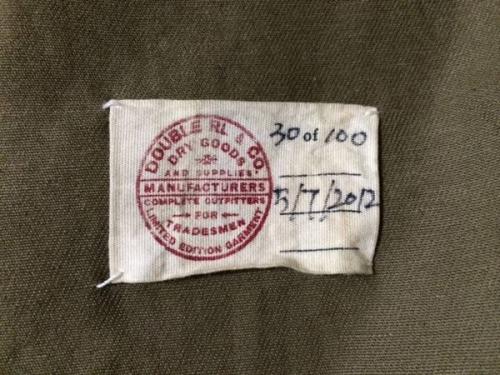 DOUBLE RL & CO
DRY GOODS
AND SUPPLIES
MANUFACTURERS
COMPLETE OUTFITTERS
FOR
TRADESMEN
LIMITED EDITION GARMENT
30 of 100
5/7/2012